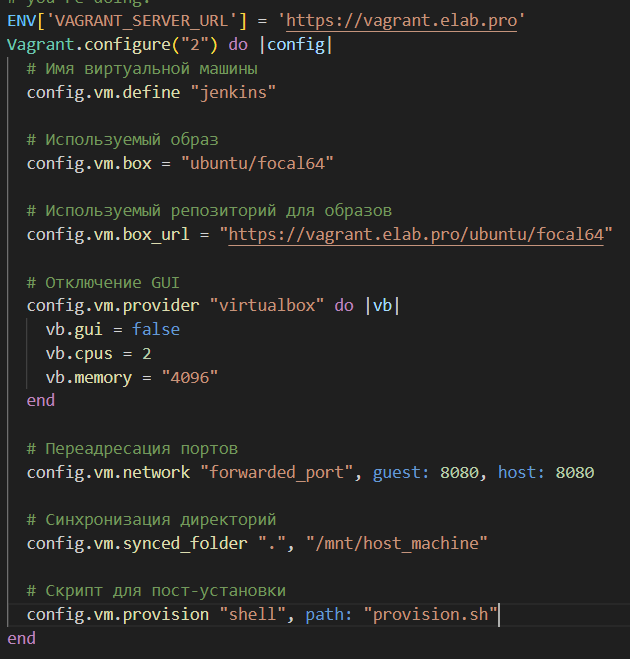 # you're doing.
ENV['VAGRANT_SERVER_URL'] = 'https://vagrant.elab.pro'
Vagrant.configure("2") do |config|
  # Имя виртуальной машины
  config.vm.define "jenkins"

  # Используемый образ
  config.vm.box = "ubuntu/focal64"

  # Используемый репозиторий для образов
  config.vm.box_url = "https://vagrant.elab.pro/ubuntu/focal64"

  # Отключение GUI
  config.vm.provider "virtualbox" do |vb|
    vb.gui = false
    vb.cpus = 2
    vb.memory = "4096"
  end

  # Переадресация портов
  config.vm.network "forwarded_port", guest: 8080, host: 8080

  # Синхронизация директорий
  config.vm.synced_folder ".", "/mnt/host_machine"

  # Скрипт для пост-установки
  config.vm.provision "shell", path: "provision.sh"
end